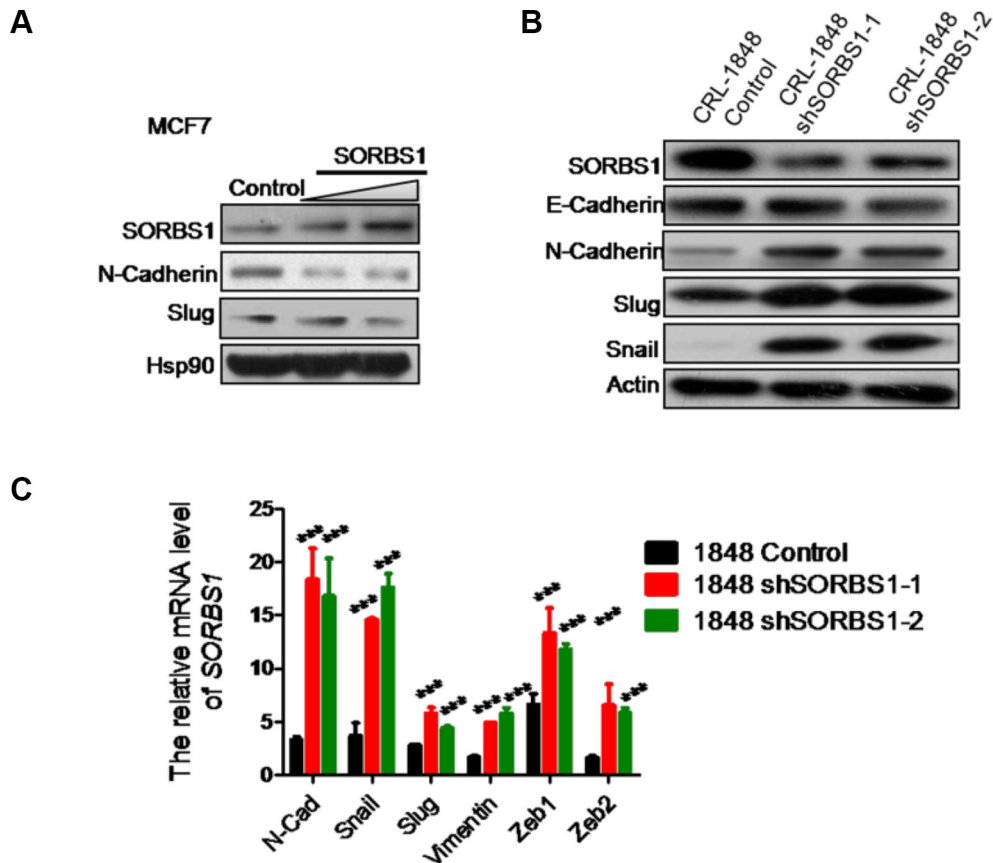 A
MCF7
SORBS1
Control
SORBS1
N-Cadherin
Slug
Hsp90
B
CRL-1848
Control
CRL-1848
shSORBS1-1
CRL-1848
shSORBS1-2
SORBS1
E-Cadherin
N-Cadherin
Slug
Snail
Actin
C
The relative mRNA level
of SORBS1
25
20
15
10
5
0
*** *** *** *** *** *** *** *** *** *** *** ***
N-Cad
Snail
Slug
Vimentin
Zeb1
Zeb2
1848 Control
1848 shSORBS1-1
1848 shSORBS1-2